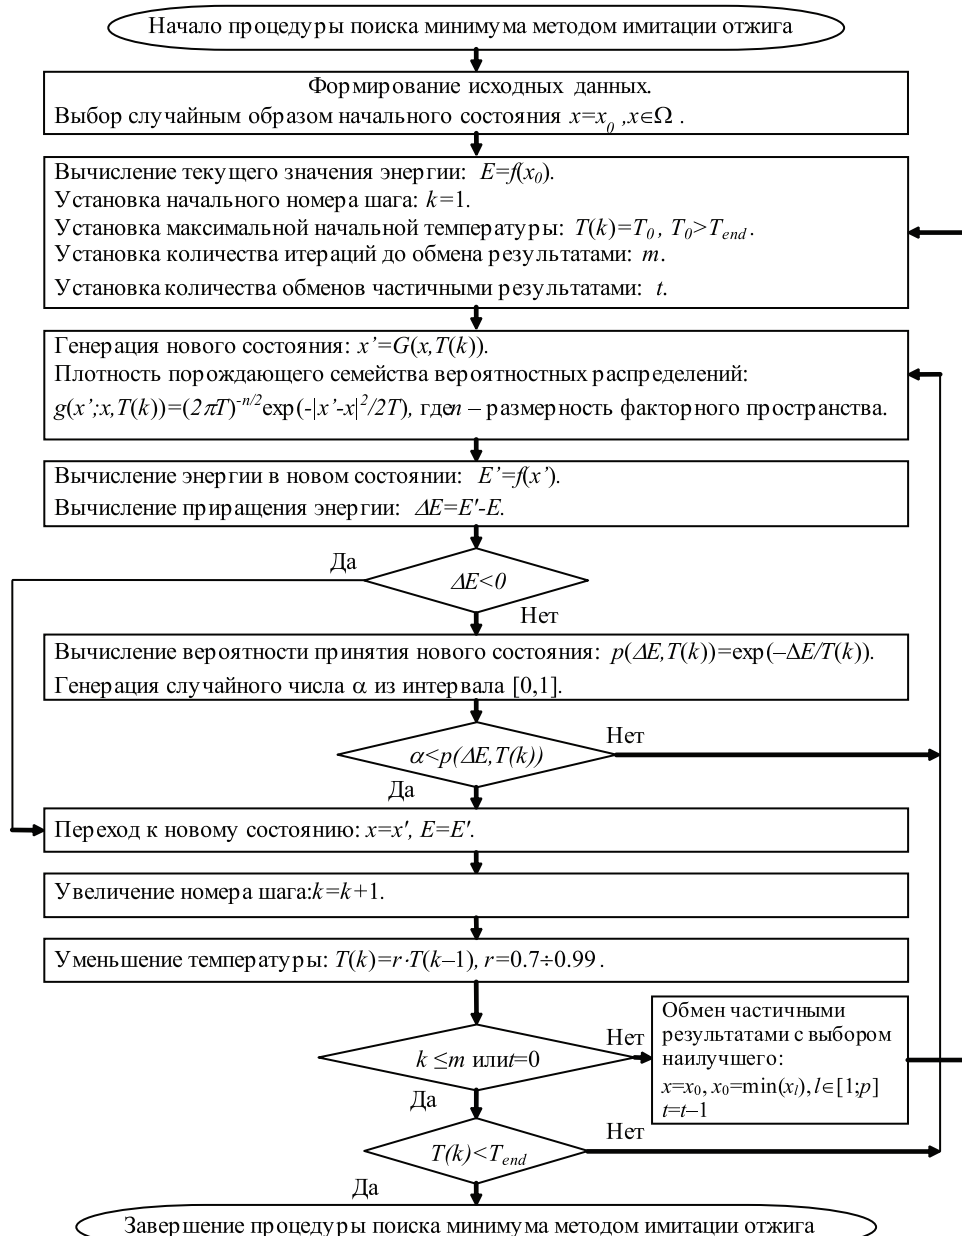 Начало процедуры поиска минимума методом имитации отжига
Формирование исходных данных.
Выбор случайным образом начального состояния x=x₀ ,x∈Ω .
Вычисление текущего значения энергии: E=f(x₀).
Установка начального номера шага: k=1.
Установка максимальной начальной температуры: T(k)=T₀ , T₀>T_end .
Установка количества итераций до обмена результатами: m.
Установка количества обменов частичными результатами: t.
Генерация нового состояния: x’=G(x,T(k)).
Плотность порождающего семейства вероятностных распределений:
g(x’;x,T(k))=(2πT)^-n/2 exp(-|x’-x|²/2T), где n – размерность факторного пространства.
Вычисление энергии в новом состоянии: E’=f(x’).
Вычисление приращения энергии: ΔE=E'-E.
Да
ΔE<0
Нет
Вычисление вероятности принятия нового состояния: p(ΔE,T(k))=exp(–ΔE/T(k)).
Генерация случайного числа α из интервала [0,1].
Нет
α<p(ΔE,T(k))
Да
Переход к новому состоянию: x=x', E=E'.
Увеличение номера шага:k=k+1.
Уменьшение температуры: T(k)=r·T(k–1), r=0.7÷0.99 .
Обмен частичными
результатами с выбором
наилучшего:
x=x₀, x₀=min(x_l), l∈[1;p]
t=t–1
Нет
k ≤m или t=0
Да
Нет
T(k)<T_end
Да
Завершение процедуры поиска минимума методом имитации отжига